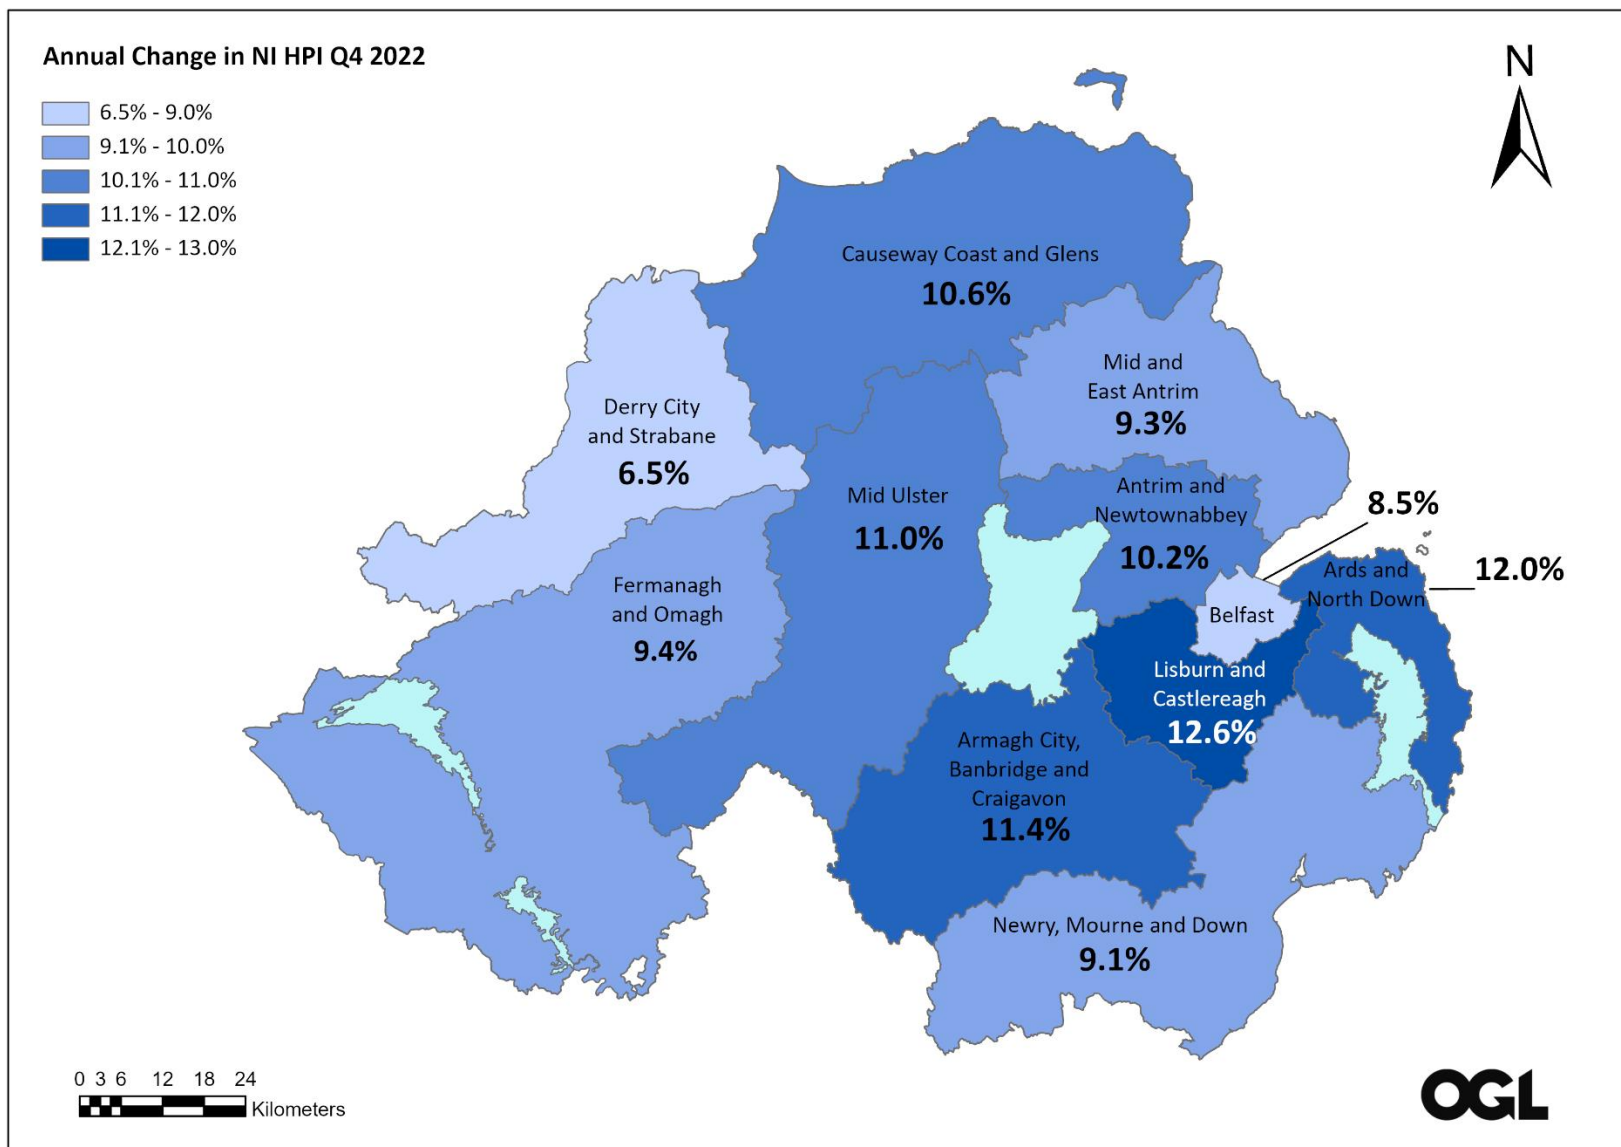 Annual Change in NI HPI Q4 2022
6.5% - 9.0%
9.1% - 10.0%
10.1% - 11.0%
11.1% - 12.0%
12.1% - 13.0%
N
Causeway Coast and Glens
10.6%
Mid and
East Antrim
9.3%
Derry City
and Strabane
6.5%
Mid Ulster
11.0%
Antrim and
Newtownabbey
10.2%
8.5%
Belfast
Ards and
North Down
12.0%
Fermanagh
and Omagh
9.4%
Lisburn and
Castlereagh
12.6%
Armagh City,
Banbridge and
Craigavon
11.4%
Newry, Mourne and Down
9.1%
0 3 6 12 18 24
Kilometers
OGL